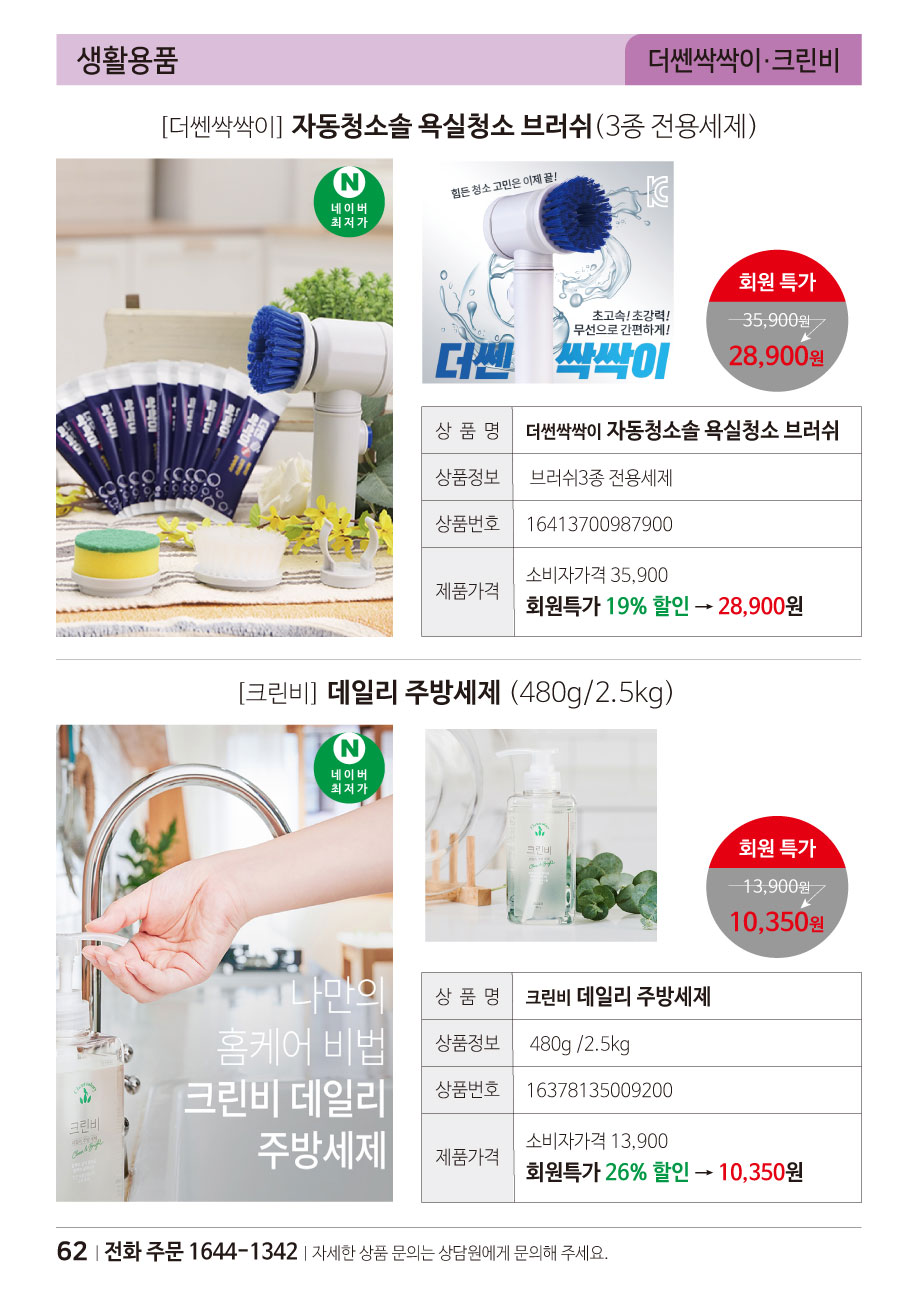 생활용품
더쎈싹싹이·크린비
[더쎈싹싹이] 자동청소솔 욕실청소 브러쉬(3종 전용세제)
N
네이버
최저가
힘든 청소 고민은 이제 끝!
초고속! 초강력!
무선으로 간편하게!
더쎈 싹싹이
회원 특가
35,900원
28,900원
상 품 명 더썬싹싹이 자동청소솔 욕실청소 브러쉬
상품정보 브러쉬3종 전용세제
상품번호 16413700987900
제품가격 소비자가격 35,900
회원특가 19% 할인 → 28,900원
[크린비] 데일리 주방세제 (480g/2.5kg)
N
네이버
최저가
나만의
홈케어 비법
크린비 데일리
주방세제
크린비
Clean & Bright
크린비
회원 특가
13,900원
10,350원
상 품 명 크린비 데일리 주방세제
상품정보 480g /2.5kg
상품번호 16378135009200
제품가격 소비자가격 13,900
회원특가 26% 할인 → 10,350원
62 | 전화 주문 1644-1342 | 자세한 상품 문의는 상담원에게 문의해 주세요.